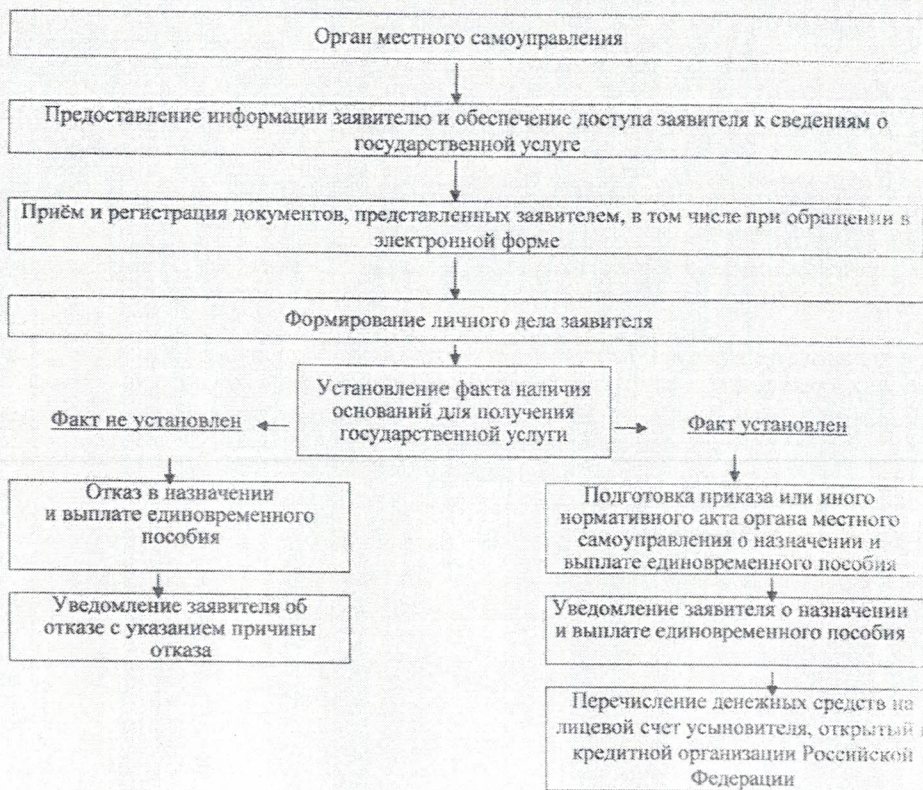 Орган местного самоуправления
Предоставление информации заявителю и обеспечение доступа заявителя к сведениям о
государственной услуге
Приём и регистрация документов, представленных заявителем, в том числе при обращении в
электронной форме
Формирование личного дела заявителя
Установление факта наличия
оснований для получения
государственной услуги
Факт не установлен
Факт установлен
Отказ в назначении
и выплате единовременного
пособия
Уведомление заявителя об
отказе с указанием причины
отказа
Подготовка приказа или иного
нормативного акта органа местного
самоуправления о назначении и
выплате единовременного пособия
Уведомление заявителя о назначении
и выплате единовременного пособия
Перечисление денежных средств на
лицевой счет усыновителя, открытый
кредитной организации Российской
Федерации